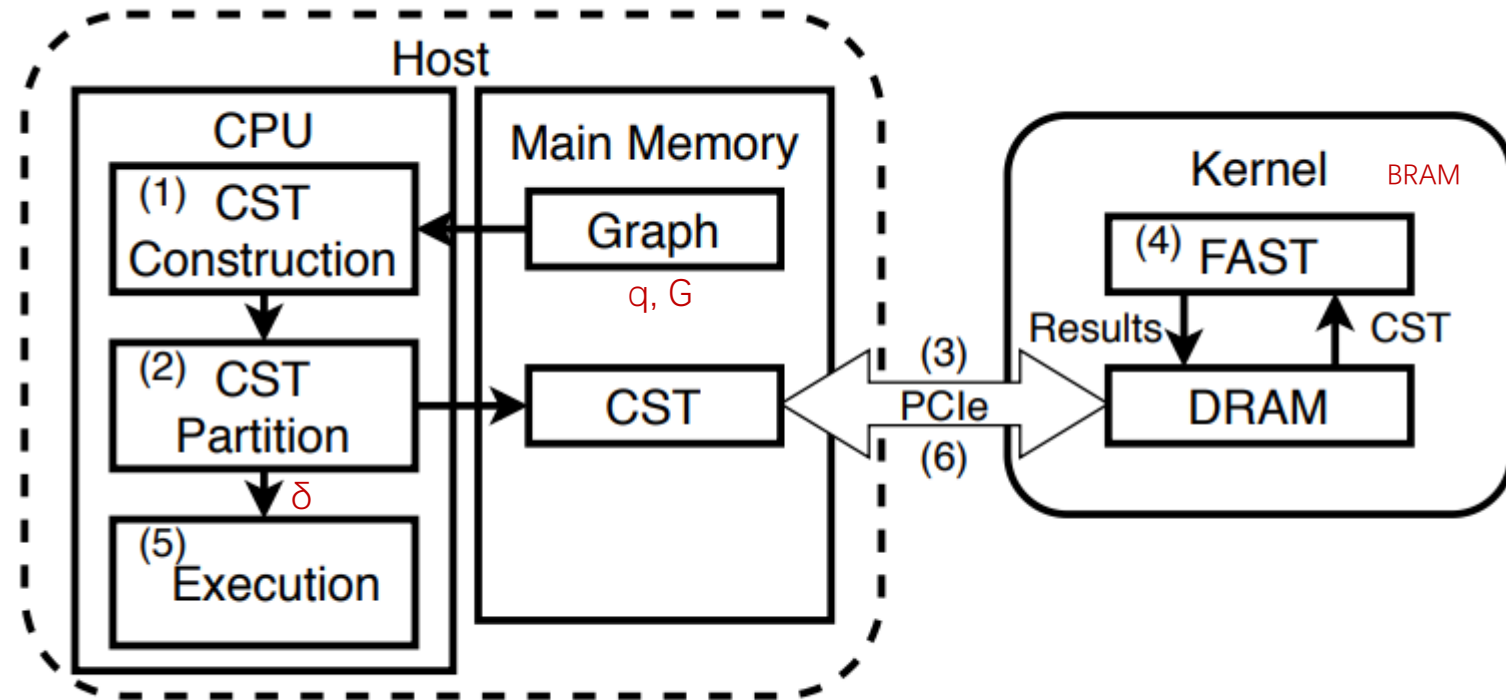 Host
CPU
(1) CST
Construction
(2) CST
Partition
δ
(5)
Execution
Main Memory
Graph
q, G
CST
(3)
PCIe
(6)
Kernel
BRAM
(4) FAST
Results
CST
DRAM